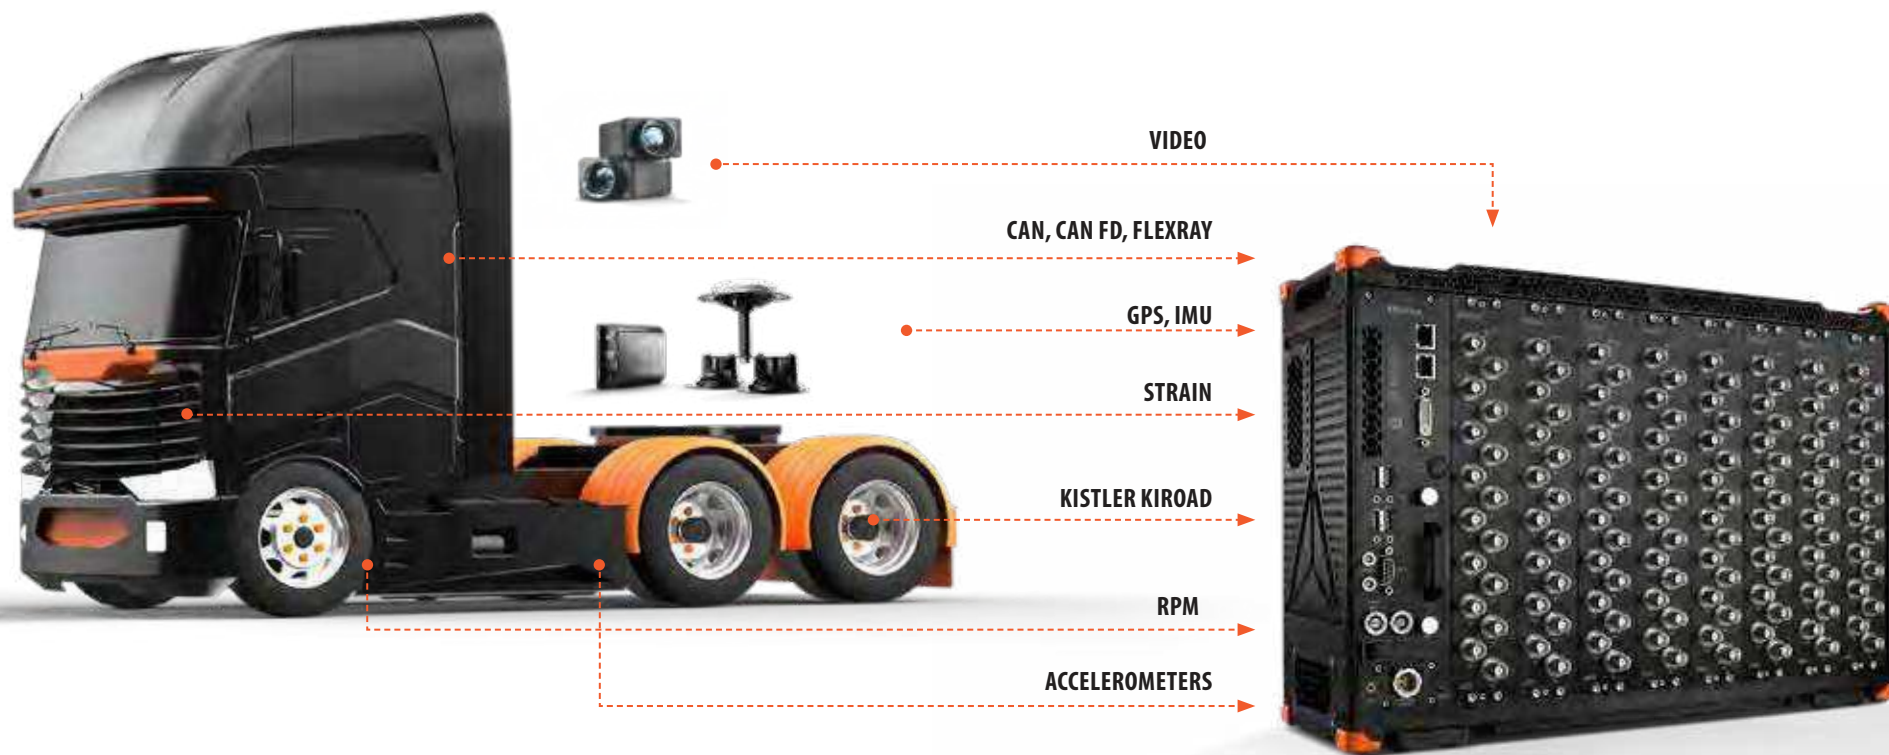 VIDEO
CAN, CAN FD, FLEXRAY
GPS, IMU
STRAIN
KISTLER KIROAD
RPM
ACCELEROMETERS